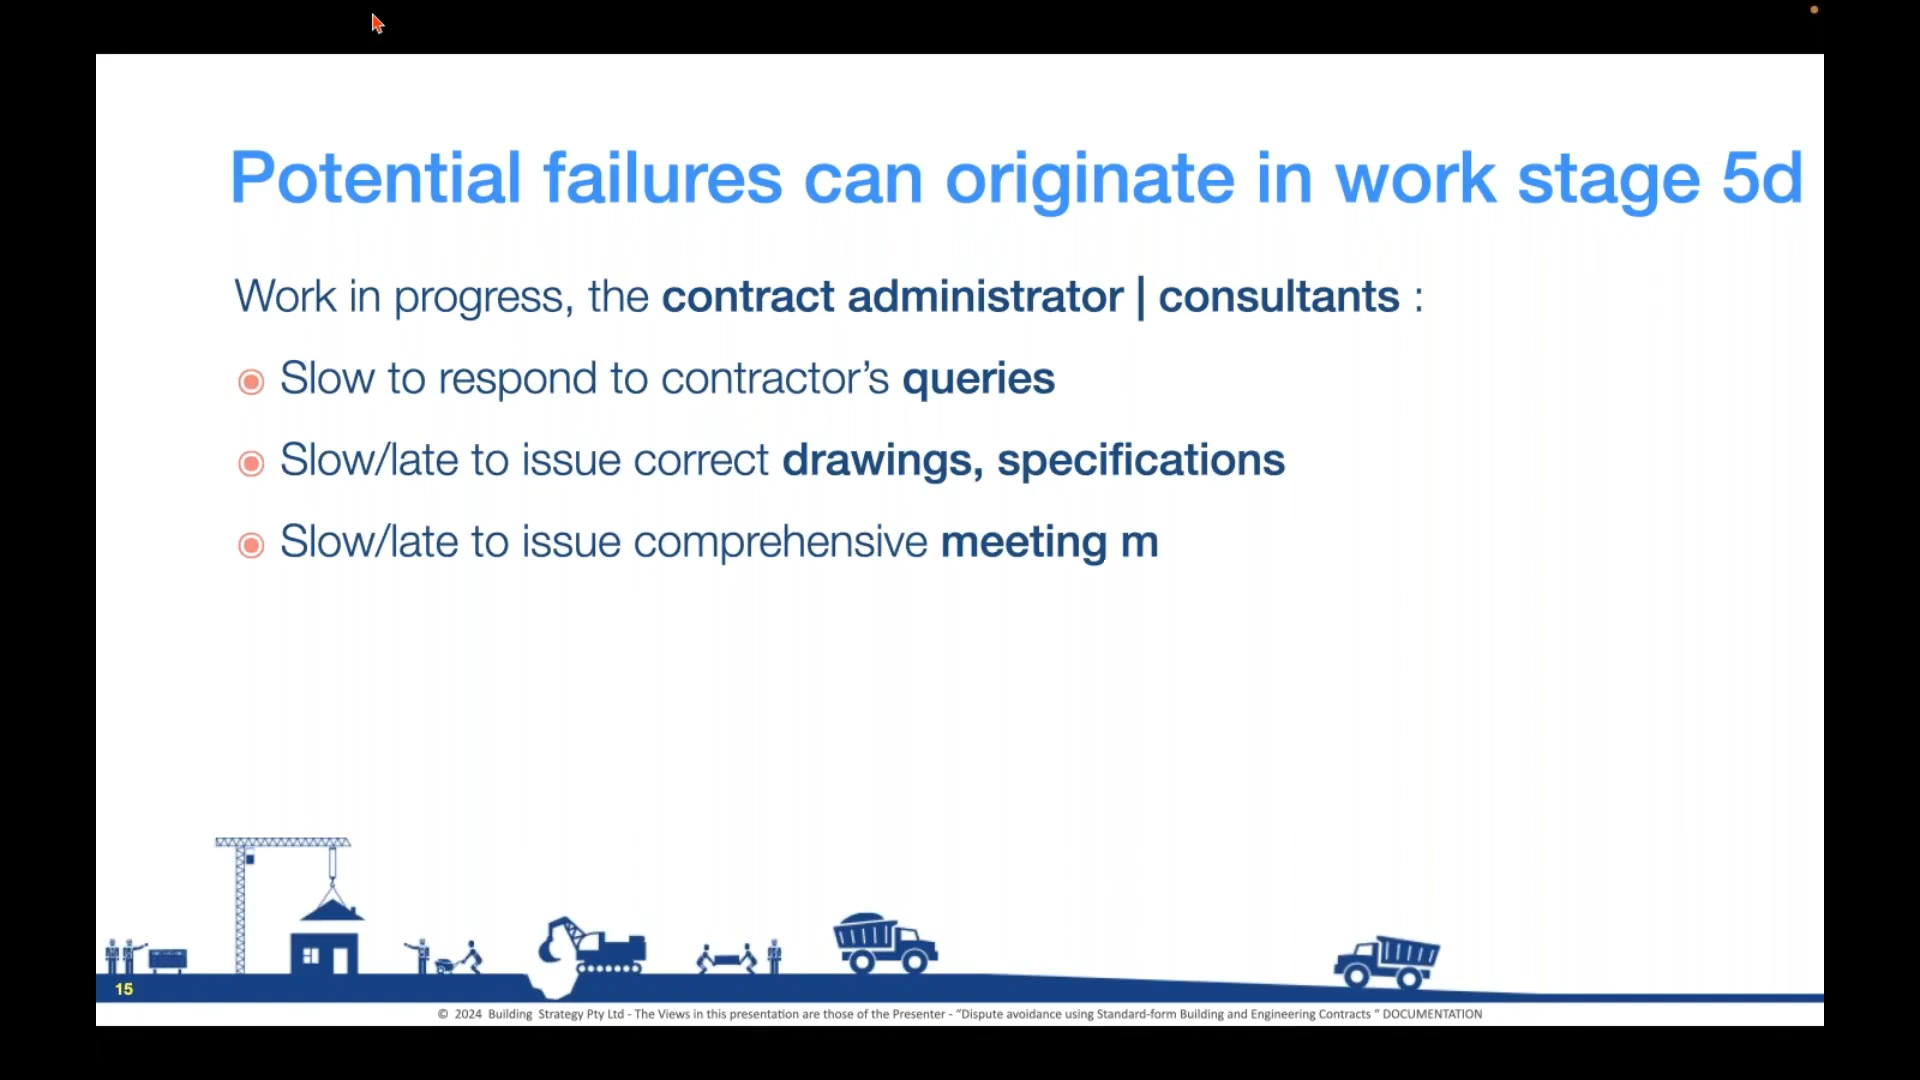 Potential failures can originate in work stage 5d
Work in progress, the contract administrator | consultants :
Slow to respond to contractor’s queries
Slow/late to issue correct drawings, specifications
Slow/late to issue comprehensive meeting m
15
© 2024 Building Strategy Pty Ltd - The Views in this presentation are those of the Presenter - “Dispute avoidance using Standard-form Building and Engineering Contracts “ DOCUMENTATION